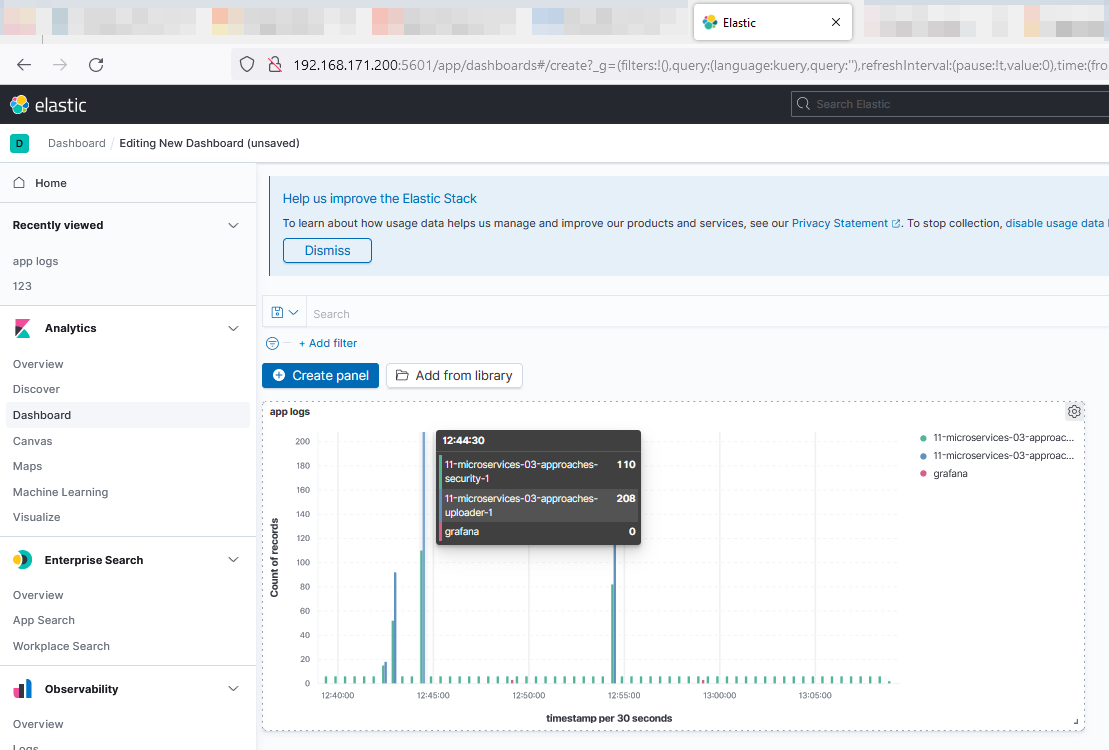 Elastic
192.168.171.200:5601/app/dashboards#/create?_g=(filters:!(),query:(language:kuery,query:''),refreshInterval:(pause:!t,value:0),time:(fro
elastic
Search Elastic
D
Dashboard / Editing New Dashboard (unsaved)
Home
Recently viewed
app logs
123
Analytics
Overview
Discover
Dashboard
Canvas
Maps
Machine Learning
Visualize
Enterprise Search
Overview
App Search
Workplace Search
Observability
Overview
Logs
Help us improve the Elastic Stack
To learn about how usage data helps us manage and improve our products and services, see our Privacy Statement. To stop collection, disable usage data
Dismiss
Search
+ Add filter
Create panel
Add from library
app logs
200
180
160
140
120
100
80
60
40
20
0
Count of records
12:44:30
11-microservices-03-approaches-security-1 110
11-microservices-03-approaches-uploader-1 208
grafana 0
11-microservices-03-approac...
11-microservices-03-approac...
grafana
12:40:00 12:45:00 12:50:00 12:55:00 13:00:00 13:05:00
timestamp per 30 seconds